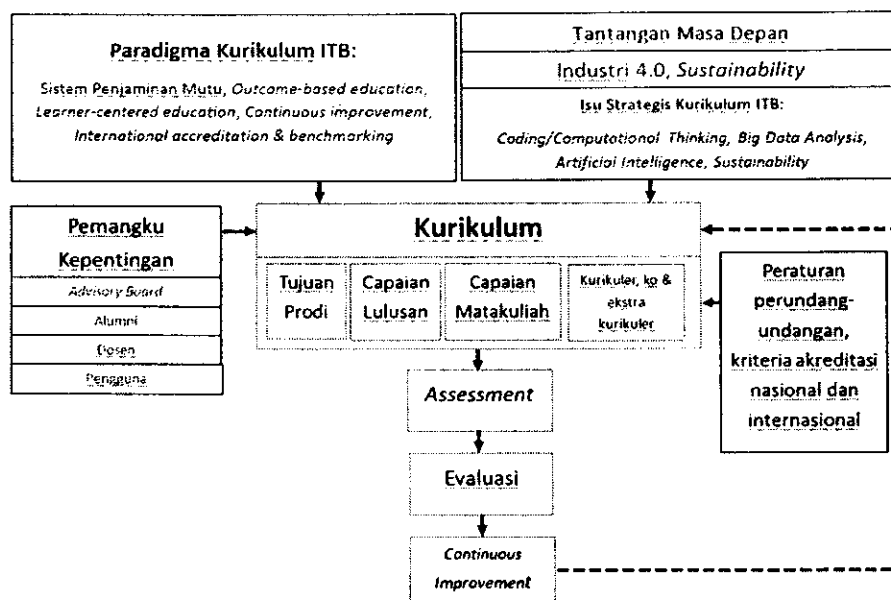 Paradigma Kurikulum ITB:
Sistem Penjaminan Mutu, Outcome-based education,
Learner-centered education, Continuous improvement,
International accreditation & benchmarking
Tantangan Masa Depan
Industri 4.0, Sustainability
Isu Strategis Kurikulum ITB:
Coding/Computational Thinking, Big Data Analysis,
Artificial Intelligence, Sustainability
Pemangku
Kepentingan
Advisory Board
Alumni
Dosen
Pengguna
Kurikulum
Tujuan
Prodi
Capaian
Lulusan
Capaian
Matakuliah
Kurikuler, ko &
ekstra
kurikuler
Peraturan
perundang-
undangan,
kriteria akreditasi
nasional dan
internasional
Assessment
Evaluasi
Continuous
Improvement